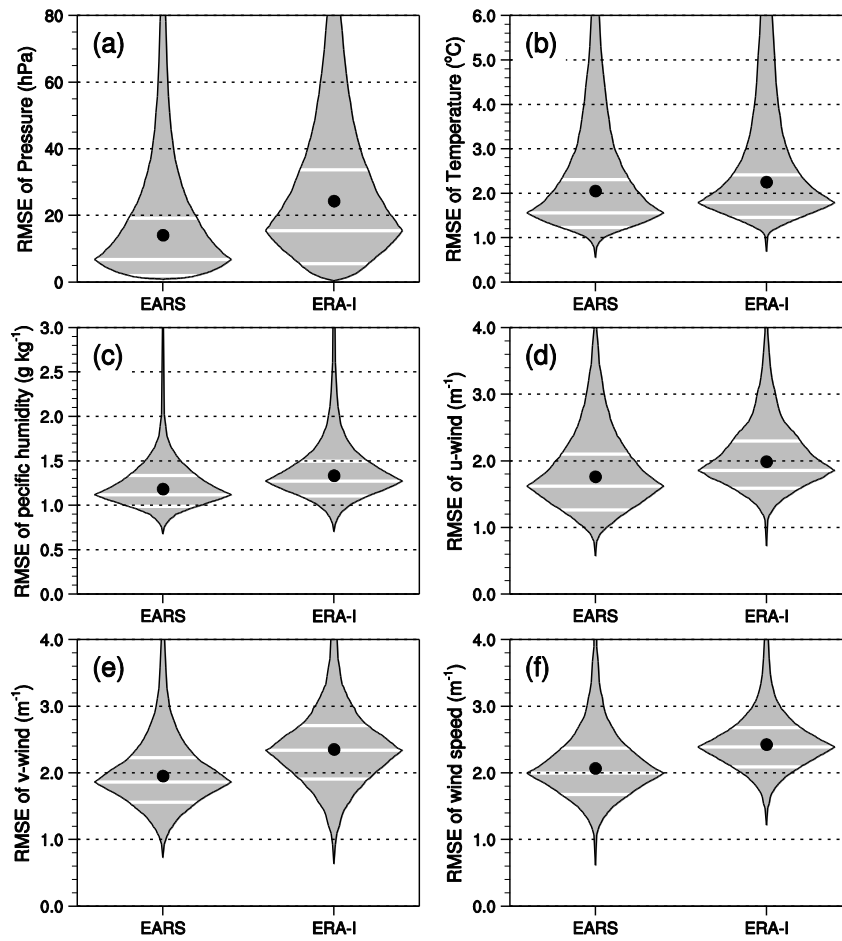 (a)
RMSE of Pressure (hPa)
80
60
40
20
0
EARS ERA-I
(b)
RMSE of Temperature (°C)
6.0
5.0
4.0
3.0
2.0
1.0
0.0
EARS ERA-I
(c)
RMSE of pecific humidity (g kg⁻¹)
3.0
2.5
2.0
1.5
1.0
0.5
0.0
EARS ERA-I
(d)
RMSE of u-wind (m⁻¹)
4.0
3.0
2.0
1.0
0.0
EARS ERA-I
(e)
RMSE of v-wind (m⁻¹)
4.0
3.0
2.0
1.0
0.0
EARS ERA-I
(f)
RMSE of wind speed (m⁻¹)
4.0
3.0
2.0
1.0
0.0
EARS ERA-I